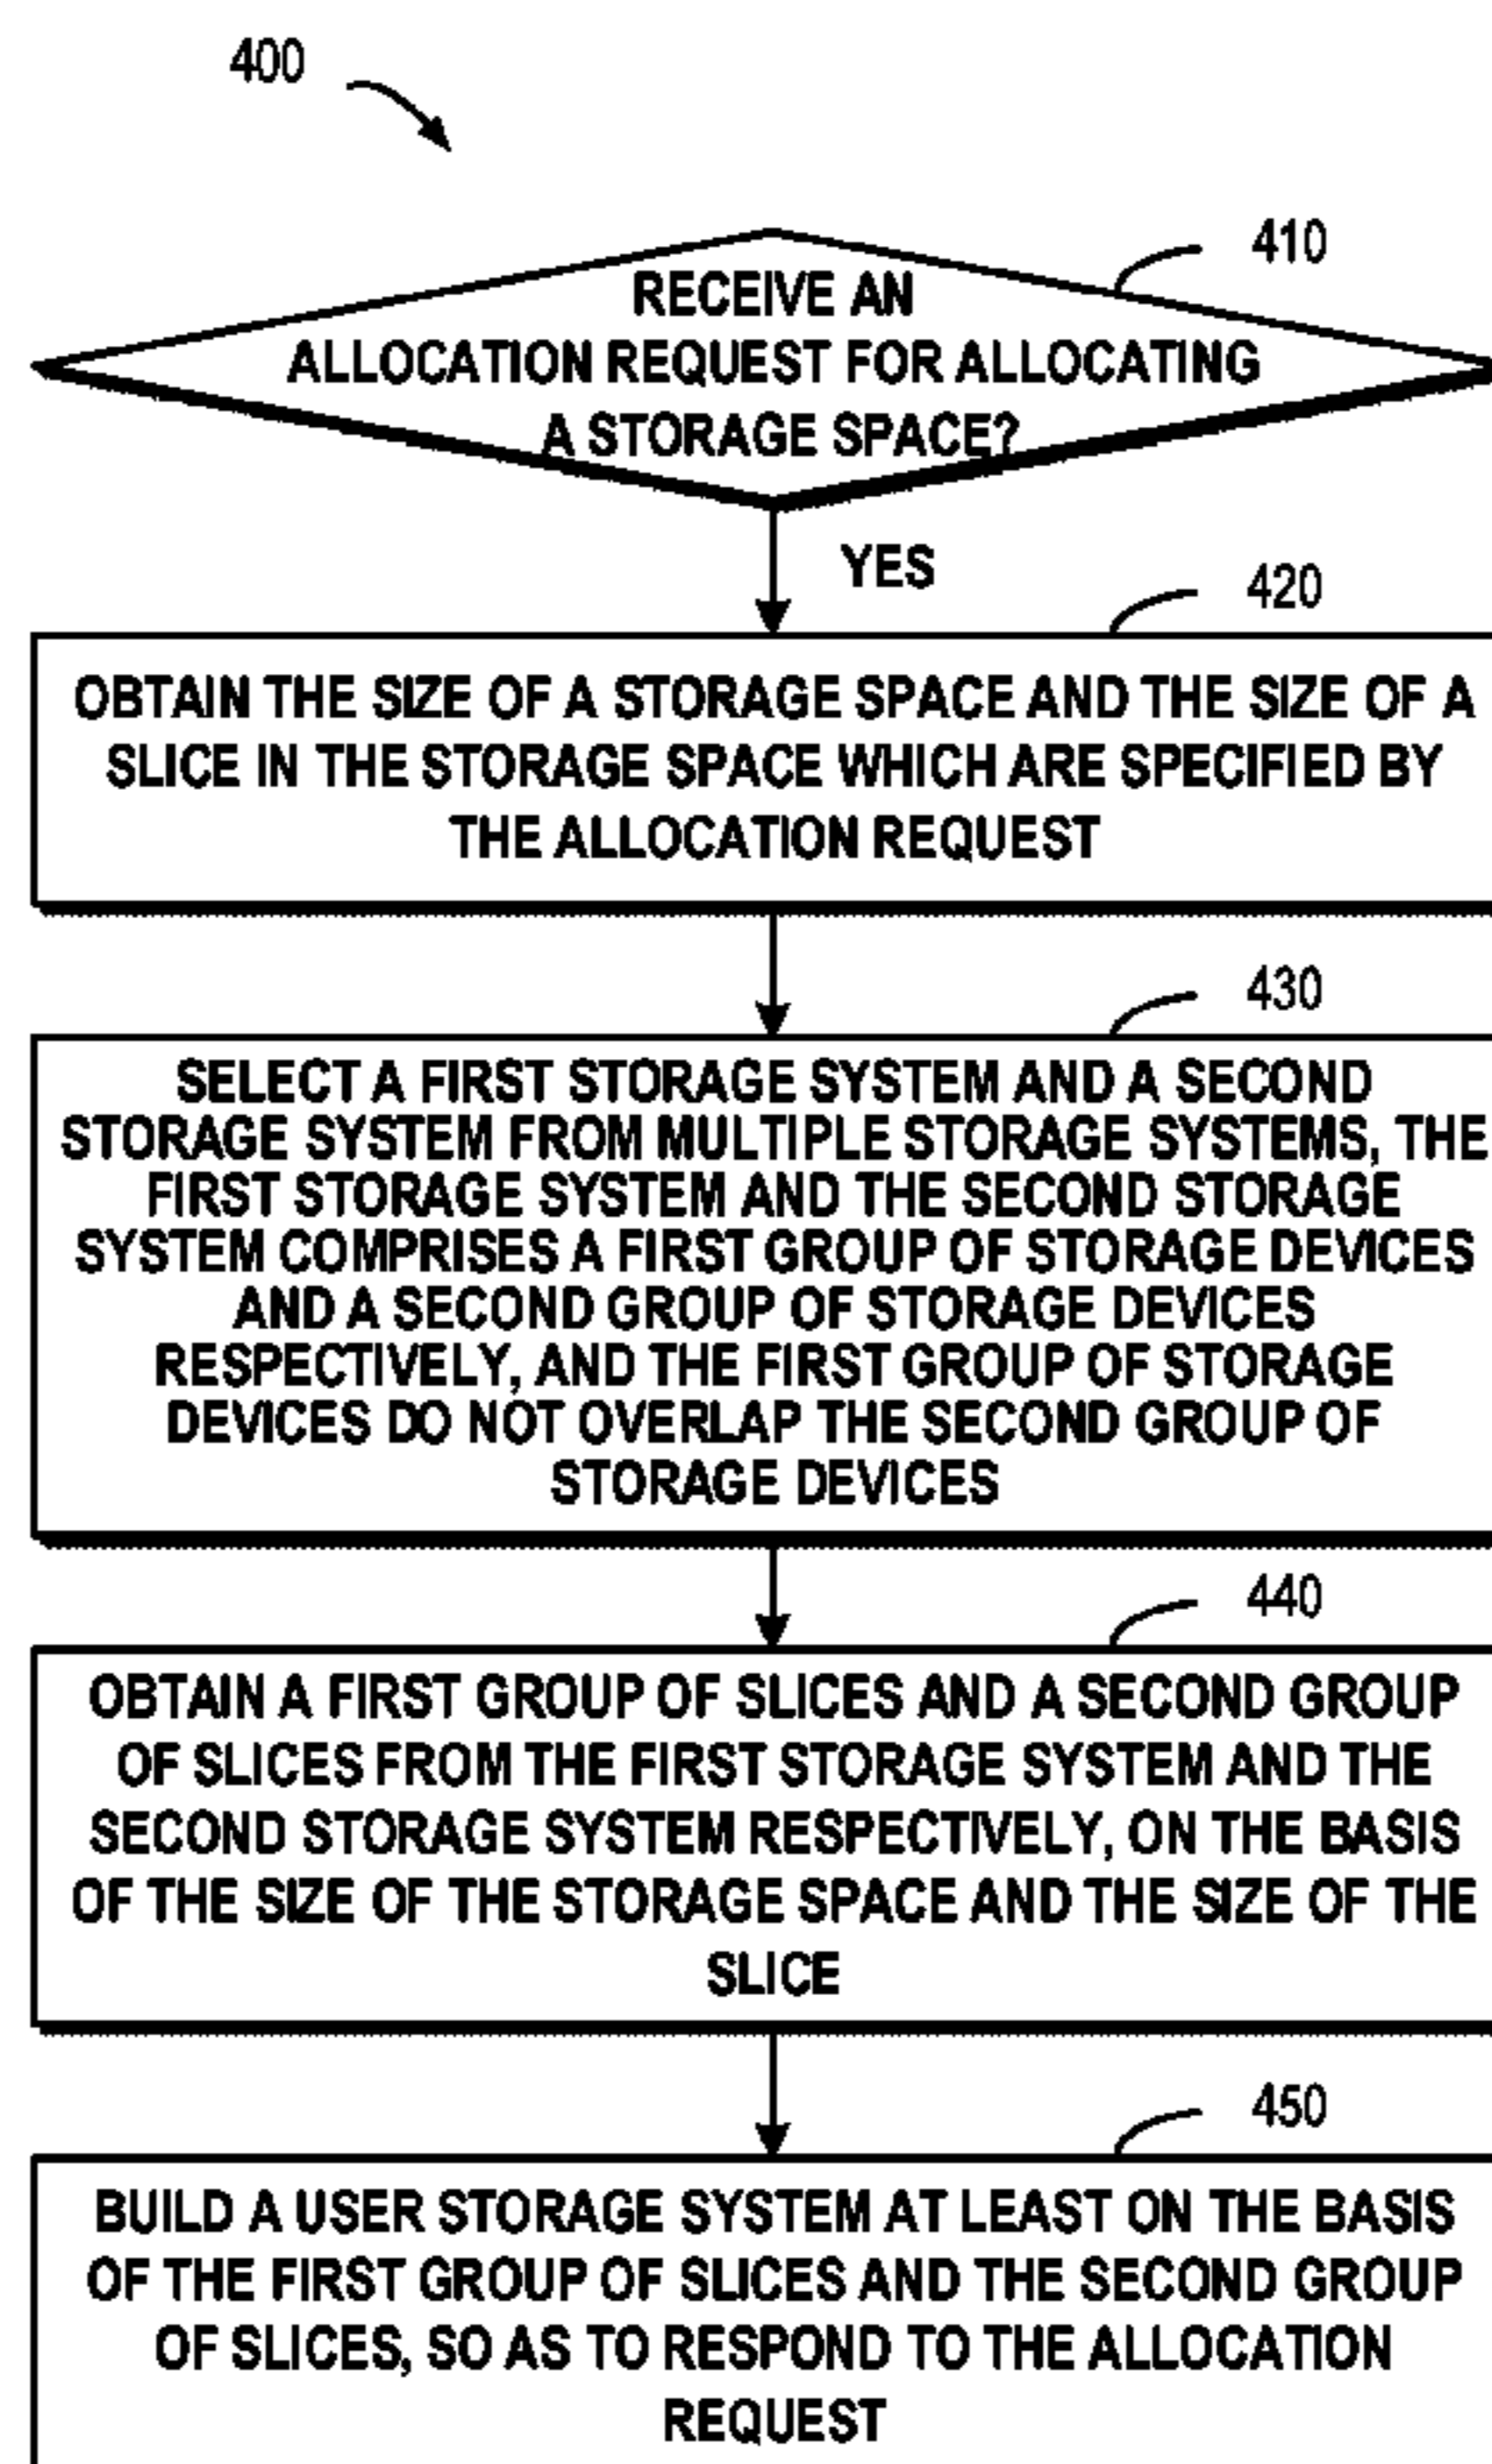 400
410
RECEIVE AN
ALLOCATION REQUEST FOR ALLOCATING
A STORAGE SPACE?
YES
420
OBTAIN THE SIZE OF A STORAGE SPACE AND THE SIZE OF A
SLICE IN THE STORAGE SPACE WHICH ARE SPECIFIED BY
THE ALLOCATION REQUEST
430
SELECT A FIRST STORAGE SYSTEM AND A SECOND
STORAGE SYSTEM FROM MULTIPLE STORAGE SYSTEMS, THE
FIRST STORAGE SYSTEM AND THE SECOND STORAGE
SYSTEM COMPRISES A FIRST GROUP OF STORAGE DEVICES
AND A SECOND GROUP OF STORAGE DEVICES
RESPECTIVELY, AND THE FIRST GROUP OF STORAGE
DEVICES DO NOT OVERLAP THE SECOND GROUP OF
STORAGE DEVICES
440
OBTAIN A FIRST GROUP OF SLICES AND A SECOND GROUP
OF SLICES FROM THE FIRST STORAGE SYSTEM AND THE
SECOND STORAGE SYSTEM RESPECTIVELY, ON THE BASIS
OF THE SIZE OF THE STORAGE SPACE AND THE SIZE OF THE
SLICE
450
BUILD A USER STORAGE SYSTEM AT LEAST ON THE BASIS
OF THE FIRST GROUP OF SLICES AND THE SECOND GROUP
OF SLICES, SO AS TO RESPOND TO THE ALLOCATION
REQUEST